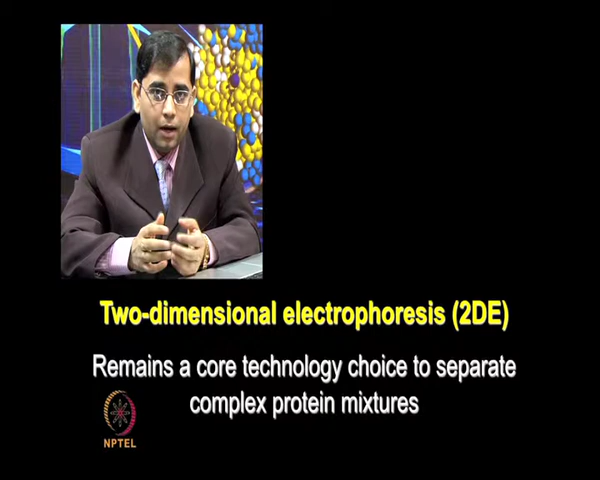 Two-dimensional electrophoresis (2DE)
Remains a core technology choice to separate
complex protein mixtures
NPTEL